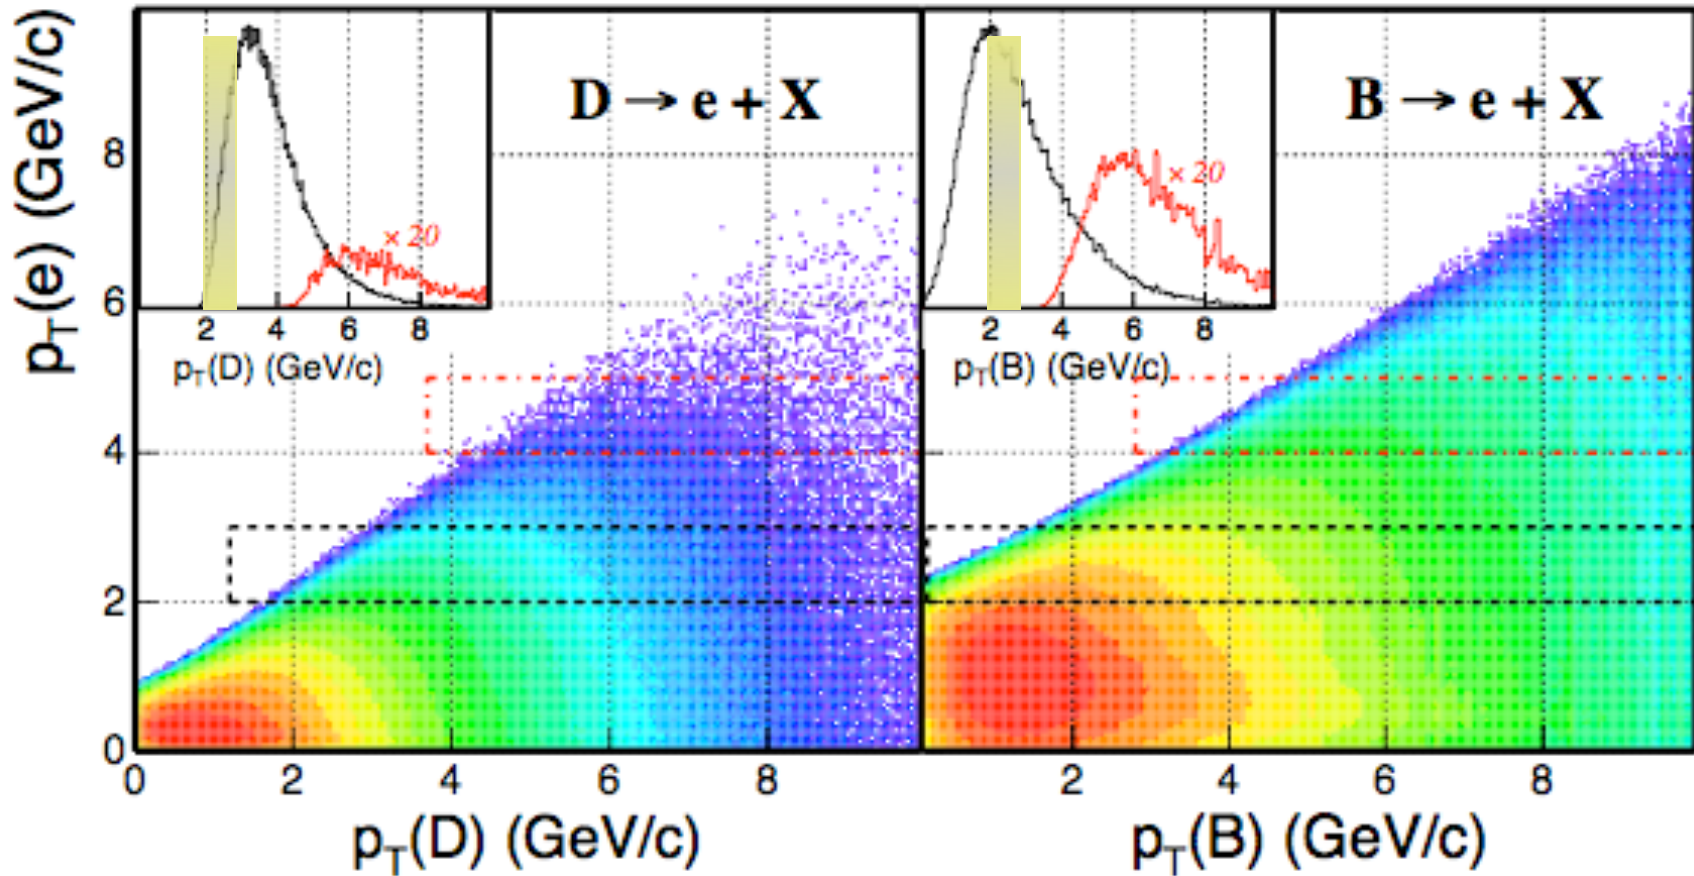 p_T(e) (GeV/c)
8
6
4
2
0
D → e + X
× 20
2 4 6 8
p_T(D) (GeV/c)
0 2 4 6 8
p_T(D) (GeV/c)
B → e + X
× 20
2 4 6 8
p_T(B) (GeV/c)
2 4 6 8
p_T(B) (GeV/c)